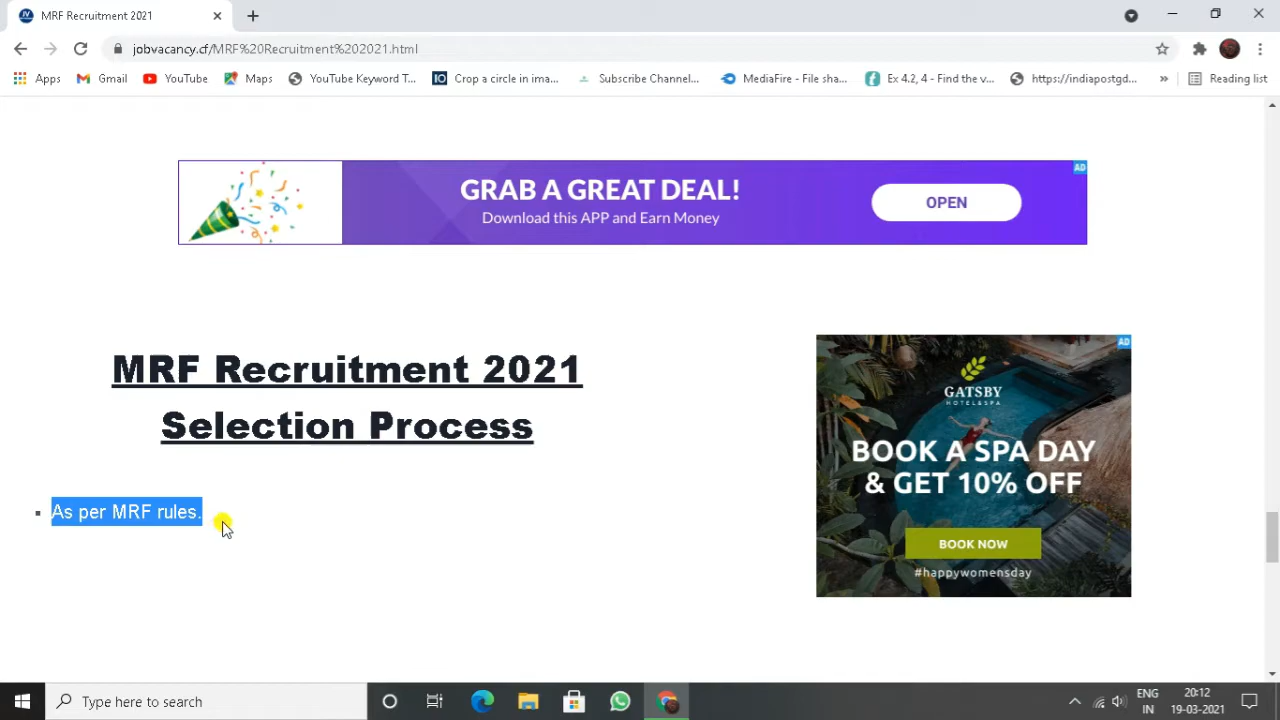 MRF Recruitment 2021
jobvacancy.cf/MRF%20Recruitment%202021.html
Apps Gmail YouTube Maps YouTube Keyword T... IO Crop a circle in ima... Subscribe Channel... MediaFire - File sha... Ex 4.2, 4 - Find the v... https://indiapostgd... » Reading list
AD
GRAB A GREAT DEAL!
Download this APP and Earn Money
OPEN
MRF Recruitment 2021
Selection Process
As per MRF rules.
AD
GATSBY
HOTEL&SPA
BOOK A SPA DAY
& GET 10% OFF
BOOK NOW
#happywomensday
Type here to search
ENG
IN
20:12
19-03-2021